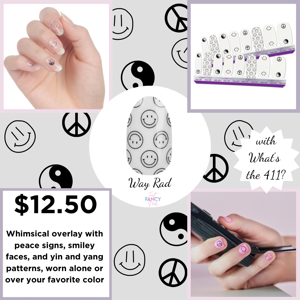 with
What's
the 411?
Way Rad
FANCY
$12.50
Whimsical overlay with
peace signs, smiley
faces, and yin and yang
patterns, worn alone or
over your favorite color